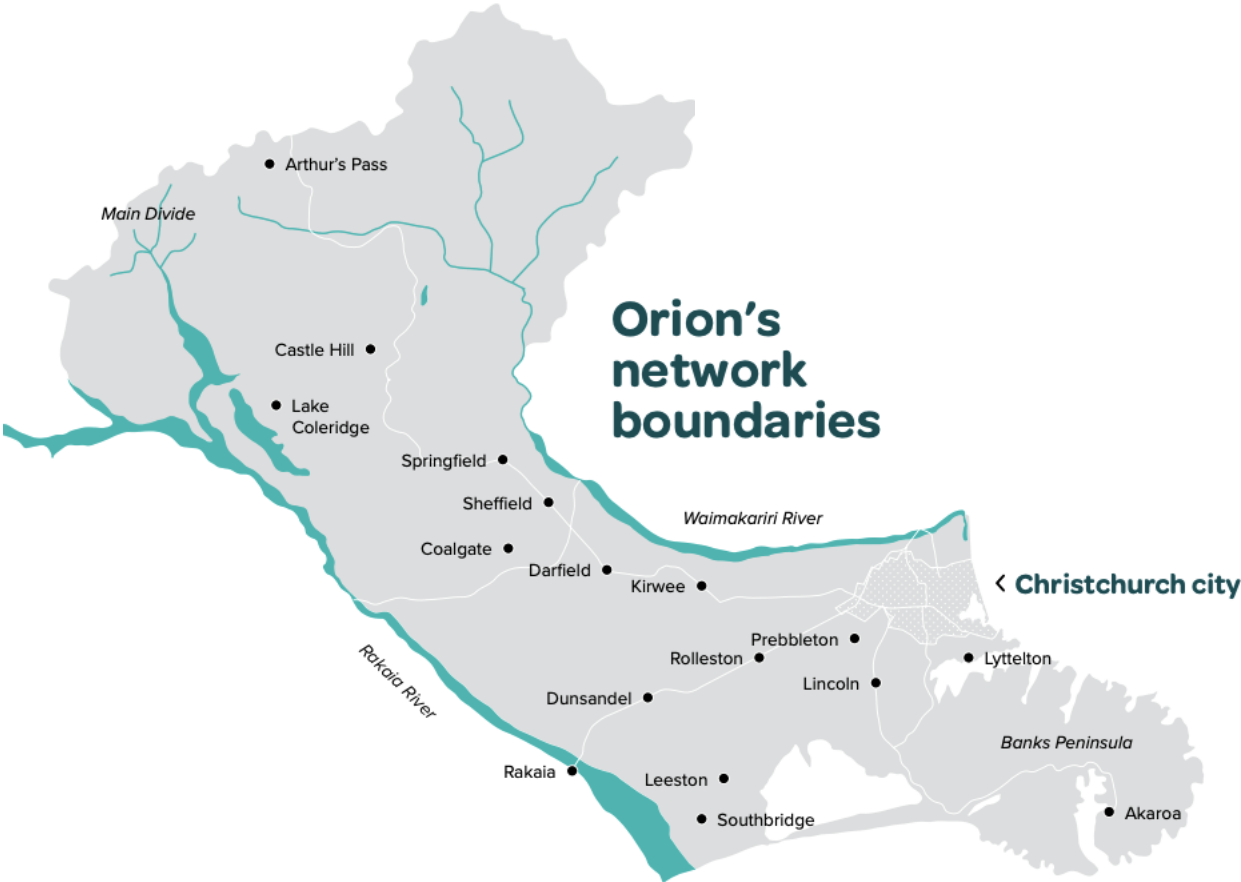 Arthur's Pass
Main Divide
Orion's
network
boundaries
Castle Hill
Lake
Coleridge
Springfield
Sheffield
Waimakariri River
Coalgate
Darfield
Kirwee
< Christchurch city
Prebbleton
Rolleston
Lyttelton
Rakaia River
Lincoln
Dunsandel
Banks Peninsula
Rakaia
Leeston
Southbridge
Akaroa